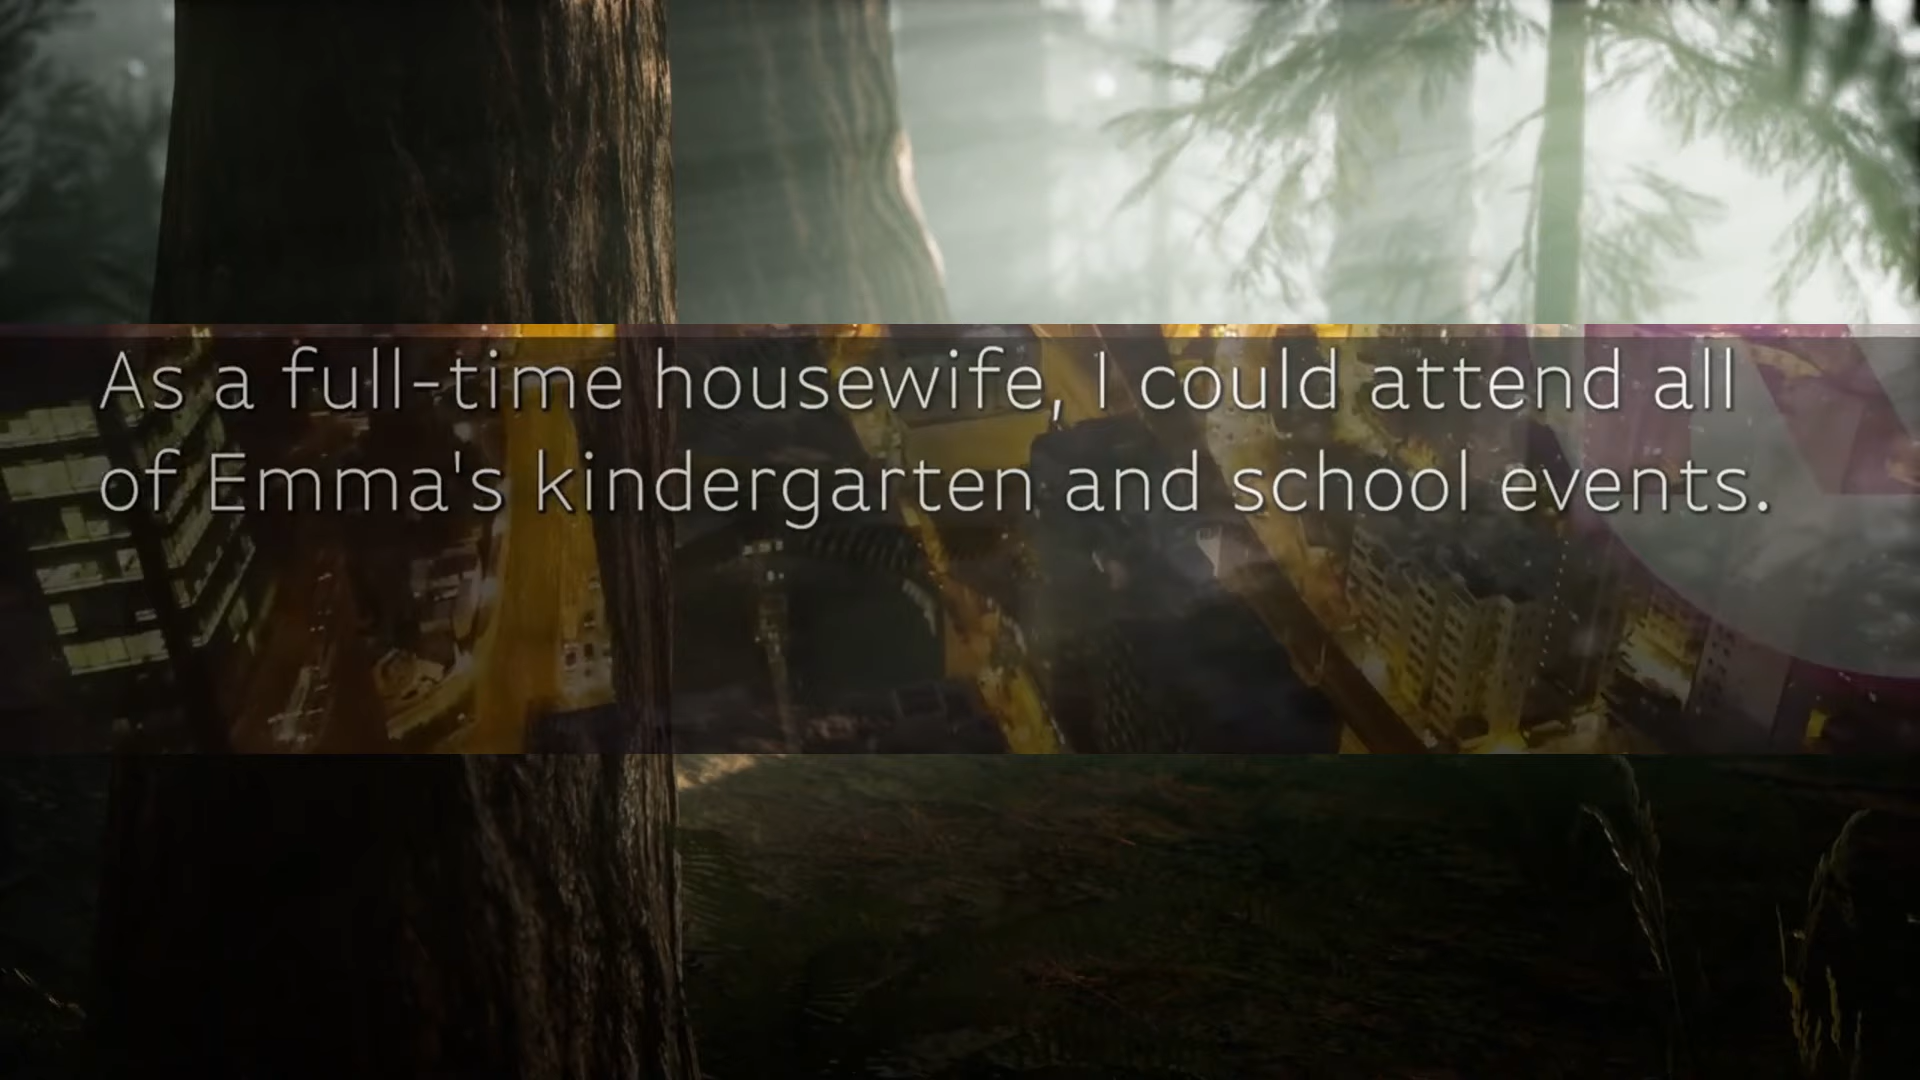 As a full-time housewife, I could attend all
of Emma's kindergarten and school events.